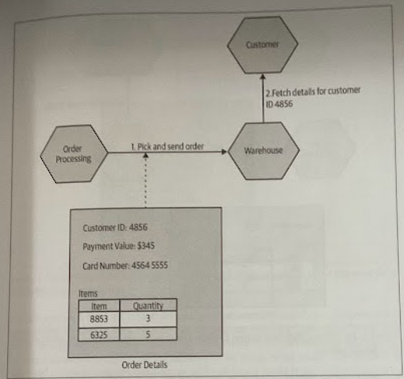 Customer
2.Fetch details for customer
ID 4856
Order
Processing
1. Pick and send order
Warehouse
Customer ID: 4856
Payment Value: $345
Card Number: 4564 5555
Items
Item Quantity
8853 3
6325 5
Order Details